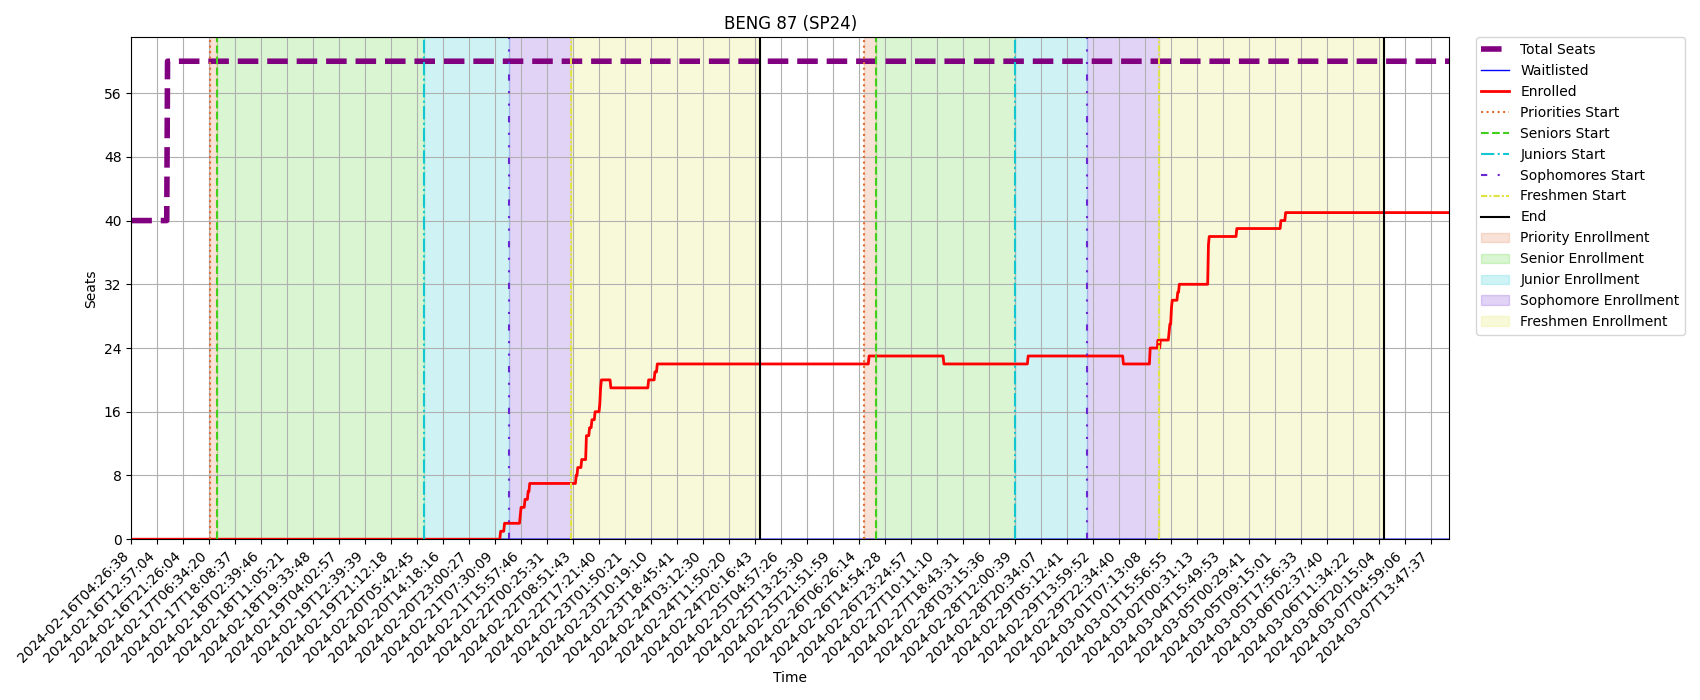 BENG 87 (SP24)
Total Seats
Waitlisted
Enrolled
Priorities Start
Seniors Start
Juniors Start
Sophomores Start
Freshmen Start
End
Priority Enrollment
Senior Enrollment
Junior Enrollment
Sophomore Enrollment
Freshmen Enrollment
Seats
56
48
40
32
24
16
8
0
2024-02-16T04:26:38
2024-02-16T12:57:04
2024-02-16T21:26:04
2024-02-17T06:34:20
2024-02-17T18:08:37
2024-02-18T02:39:46
2024-02-18T11:05:21
2024-02-18T19:33:48
2024-02-19T04:02:57
2024-02-19T12:39:39
2024-02-19T21:12:18
2024-02-20T05:42:45
2024-02-20T14:18:16
2024-02-20T23:00:27
2024-02-21T07:30:09
2024-02-21T15:57:46
2024-02-22T00:25:31
2024-02-22T08:51:43
2024-02-22T17:21:40
2024-02-23T01:50:21
2024-02-23T10:19:10
2024-02-23T18:45:41
2024-02-24T03:12:30
2024-02-24T11:50:20
2024-02-24T20:16:43
2024-02-25T04:57:26
2024-02-25T13:25:30
2024-02-25T21:51:59
2024-02-26T06:26:14
2024-02-26T14:54:28
2024-02-26T23:24:57
2024-02-27T10:11:10
2024-02-27T18:43:31
2024-02-28T03:15:36
2024-02-28T12:00:39
2024-02-28T20:34:07
2024-02-29T05:12:41
2024-02-29T13:59:52
2024-02-29T22:34:40
2024-03-01T07:13:08
2024-03-01T15:56:55
2024-03-02T00:31:13
2024-03-04T15:49:53
2024-03-05T00:29:41
2024-03-05T09:15:01
2024-03-05T17:56:33
2024-03-06T02:37:40
2024-03-06T11:34:22
2024-03-06T20:15:04
2024-03-07T04:59:06
2024-03-07T13:47:37
Time